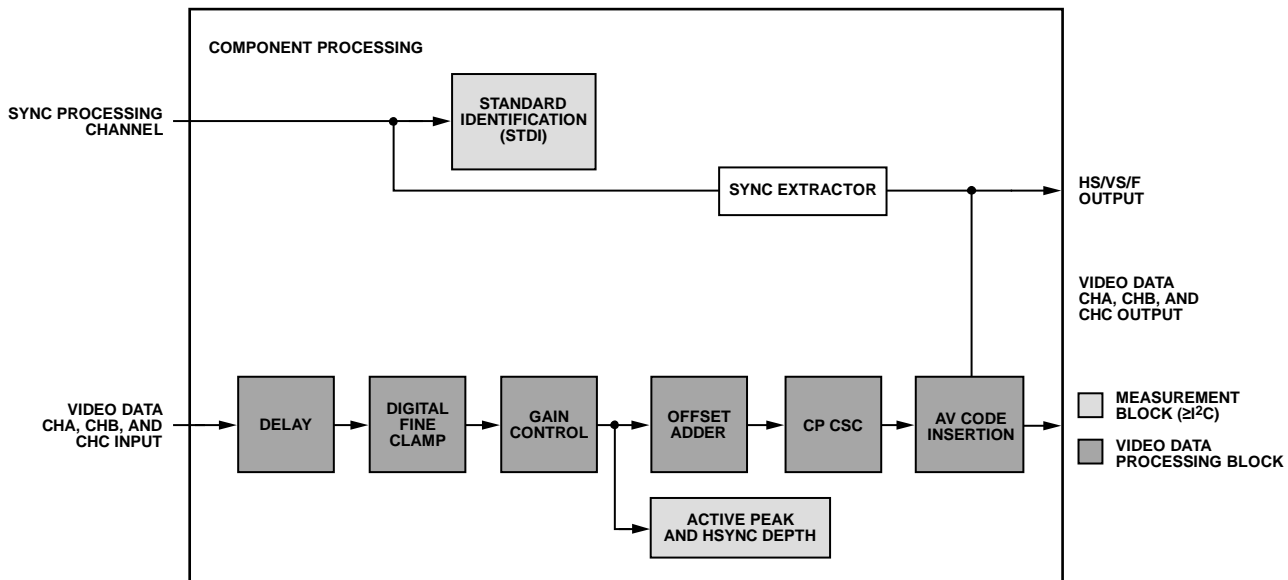 COMPONENT PROCESSING
SYNC PROCESSING
CHANNEL
STANDARD
IDENTIFICATION
(STDI)
SYNC EXTRACTOR
HS/VS/F
OUTPUT
VIDEO DATA
CHA, CHB, AND
CHC OUTPUT
VIDEO DATA
CHA, CHB, AND
CHC INPUT
DELAY
DIGITAL
FINE
CLAMP
GAIN
CONTROL
OFFSET
ADDER
CP CSC
AV CODE
INSERTION
MEASUREMENT
BLOCK (≥I²C)
VIDEO DATA
PROCESSING BLOCK
ACTIVE PEAK
AND HSYNC DEPTH